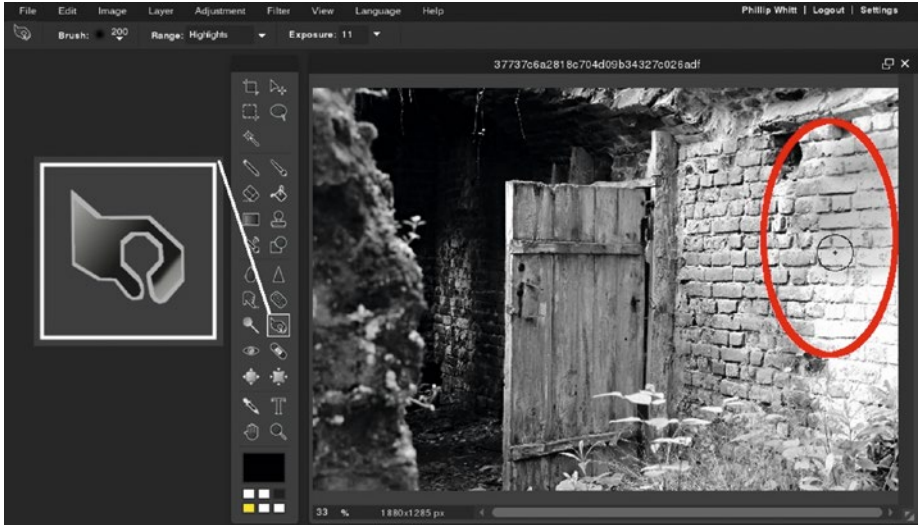 File Edit Image Layer Adjustment Filter View Language Help Phillip Whitt | Logout | Settings
Brush: 200 Range: Highlights Exposure: 11
37737c6a2818c704d09b34327c026adf
33 % 1880x1285 px